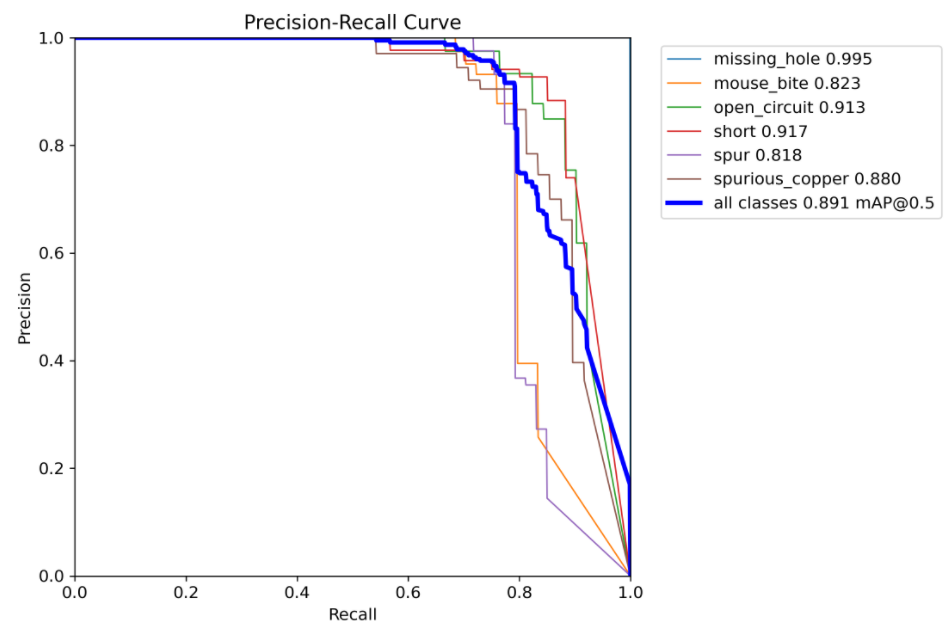 Precision-Recall Curve
1.0
0.8
0.6
0.4
0.2
0.0
Precision
0.0 0.2 0.4 0.6 0.8 1.0
Recall
missing_hole 0.995
mouse_bite 0.823
open_circuit 0.913
short 0.917
spur 0.818
spurious_copper 0.880
all classes 0.891 mAP@0.5